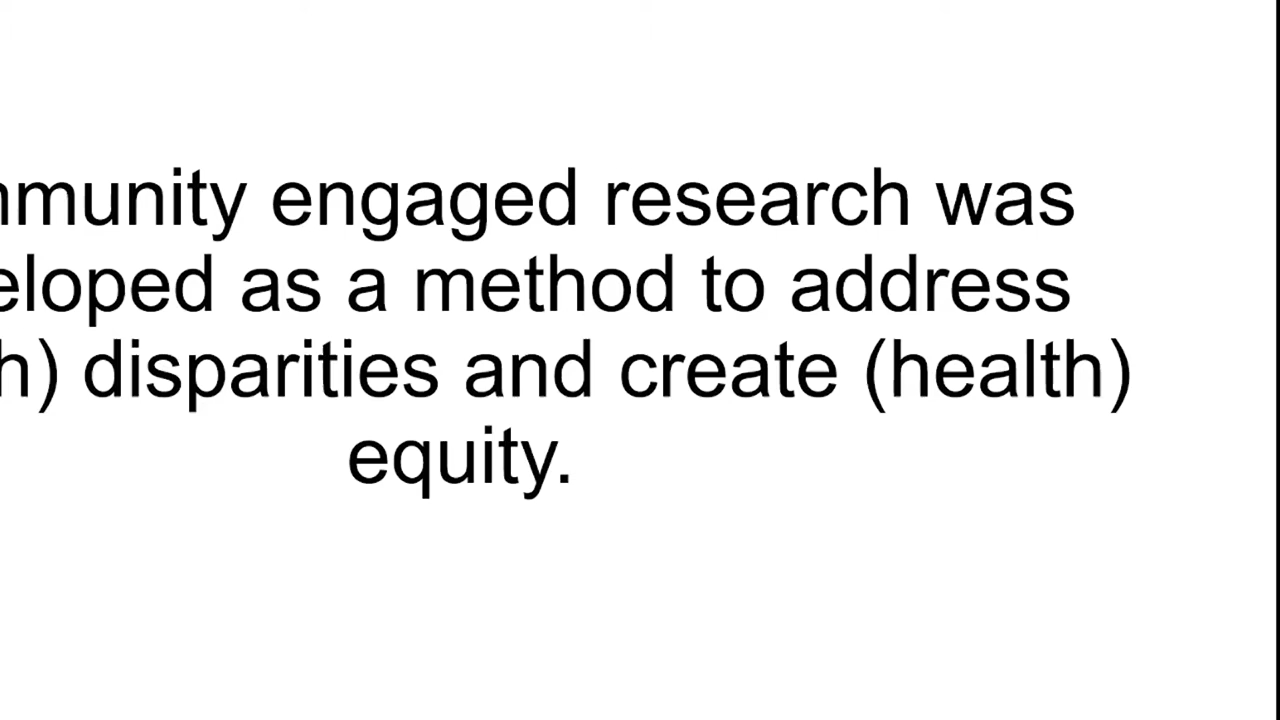 mmunity engaged research was
eloped as a method to address
h) disparities and create (health)
equity.